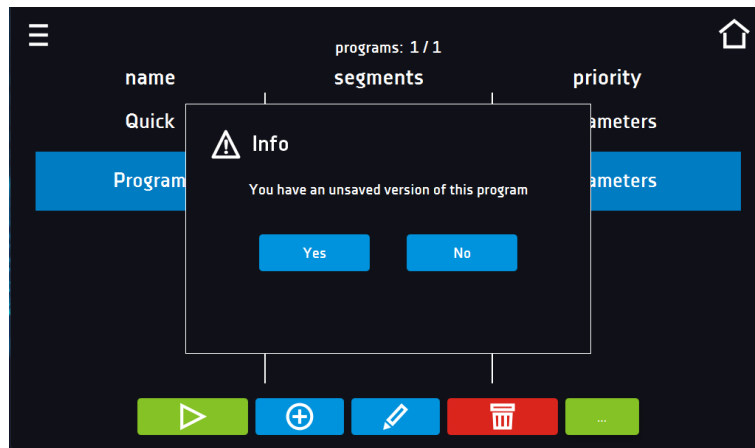 programs: 1 / 1
name segments priority
Quick ameters
Info
Program ameters
You have an unsaved version of this program
Yes No
...